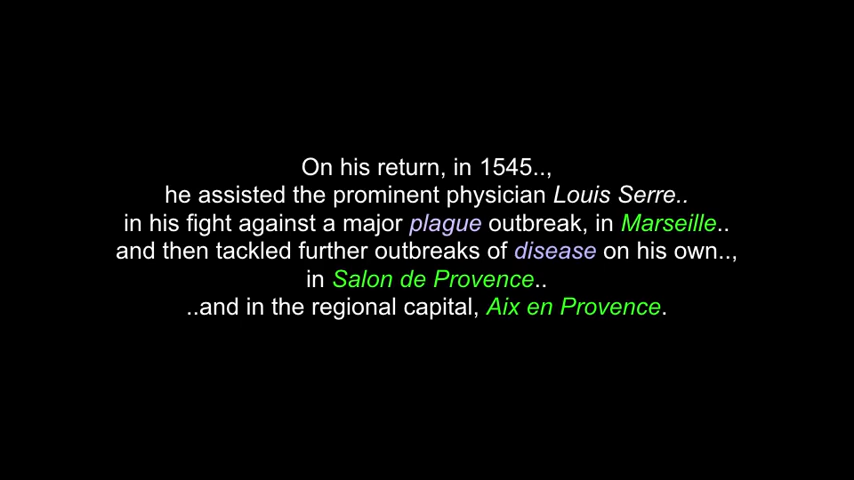 On his return, in 1545..,
he assisted the prominent physician Louis Serre..
in his fight against a major plague outbreak, in Marseille..
and then tackled further outbreaks of disease on his own..,
in Salon de Provence..
..and in the regional capital, Aix en Provence.